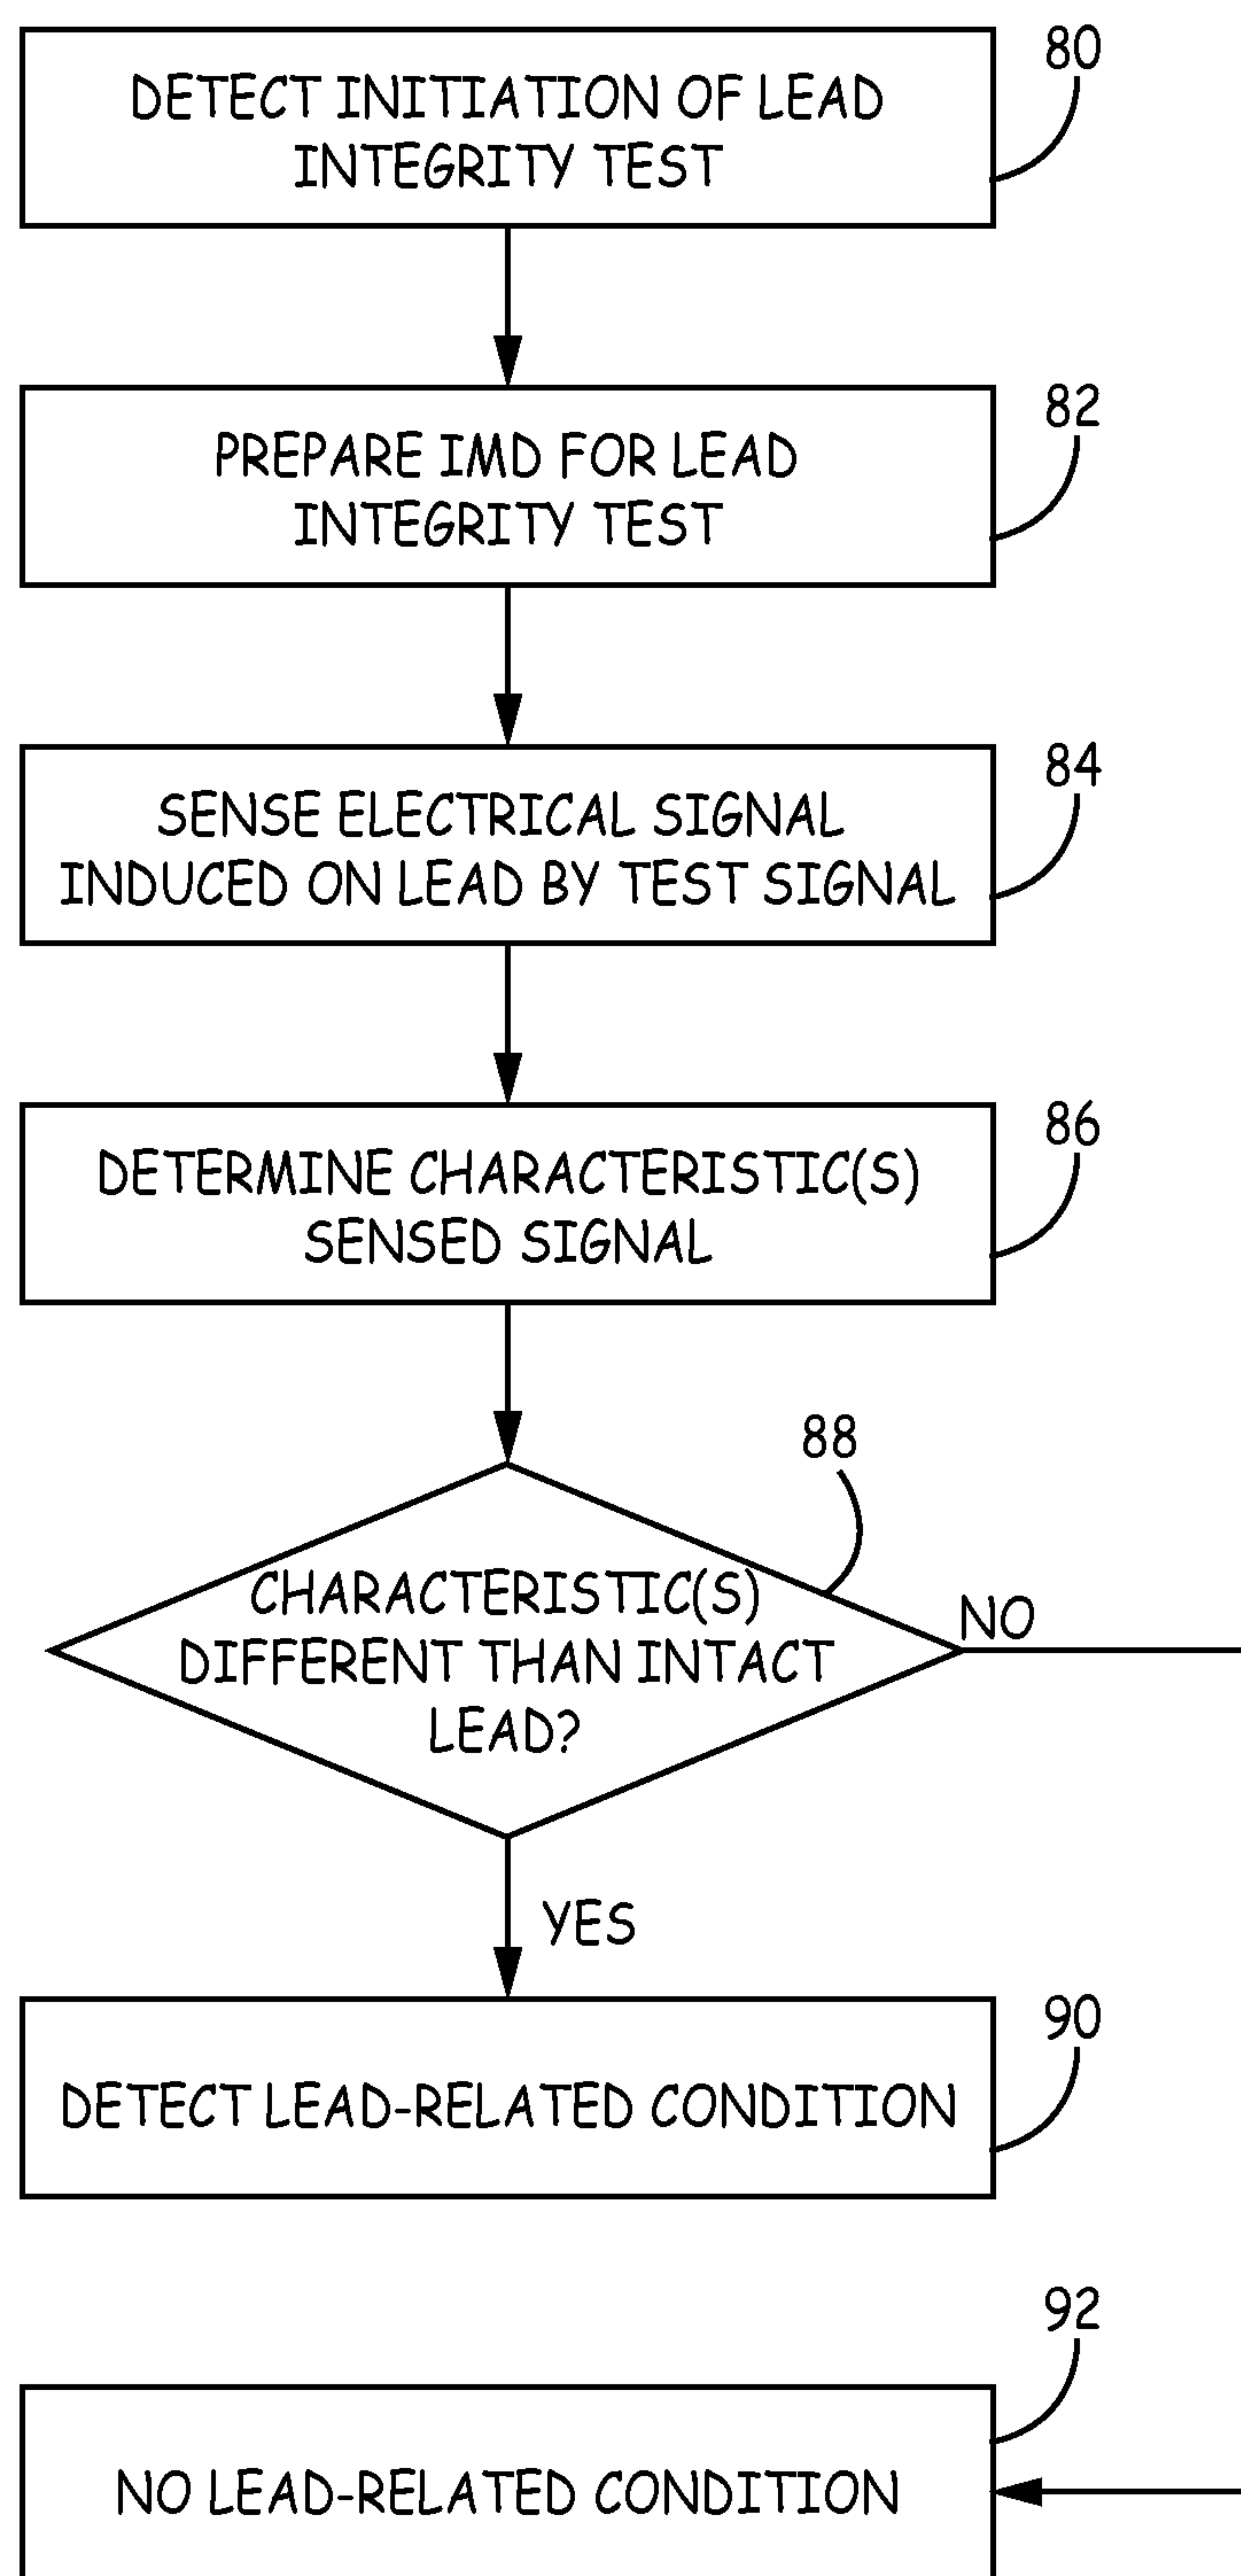 80
DETECT INITIATION OF LEAD
INTEGRITY TEST
82
PREPARE IMD FOR LEAD
INTEGRITY TEST
84
SENSE ELECTRICAL SIGNAL
INDUCED ON LEAD BY TEST SIGNAL
86
DETERMINE CHARACTERISTIC(S)
SENSED SIGNAL
88
CHARACTERISTIC(S)
DIFFERENT THAN INTACT
LEAD?
NO
YES
90
DETECT LEAD-RELATED CONDITION
92
NO LEAD-RELATED CONDITION